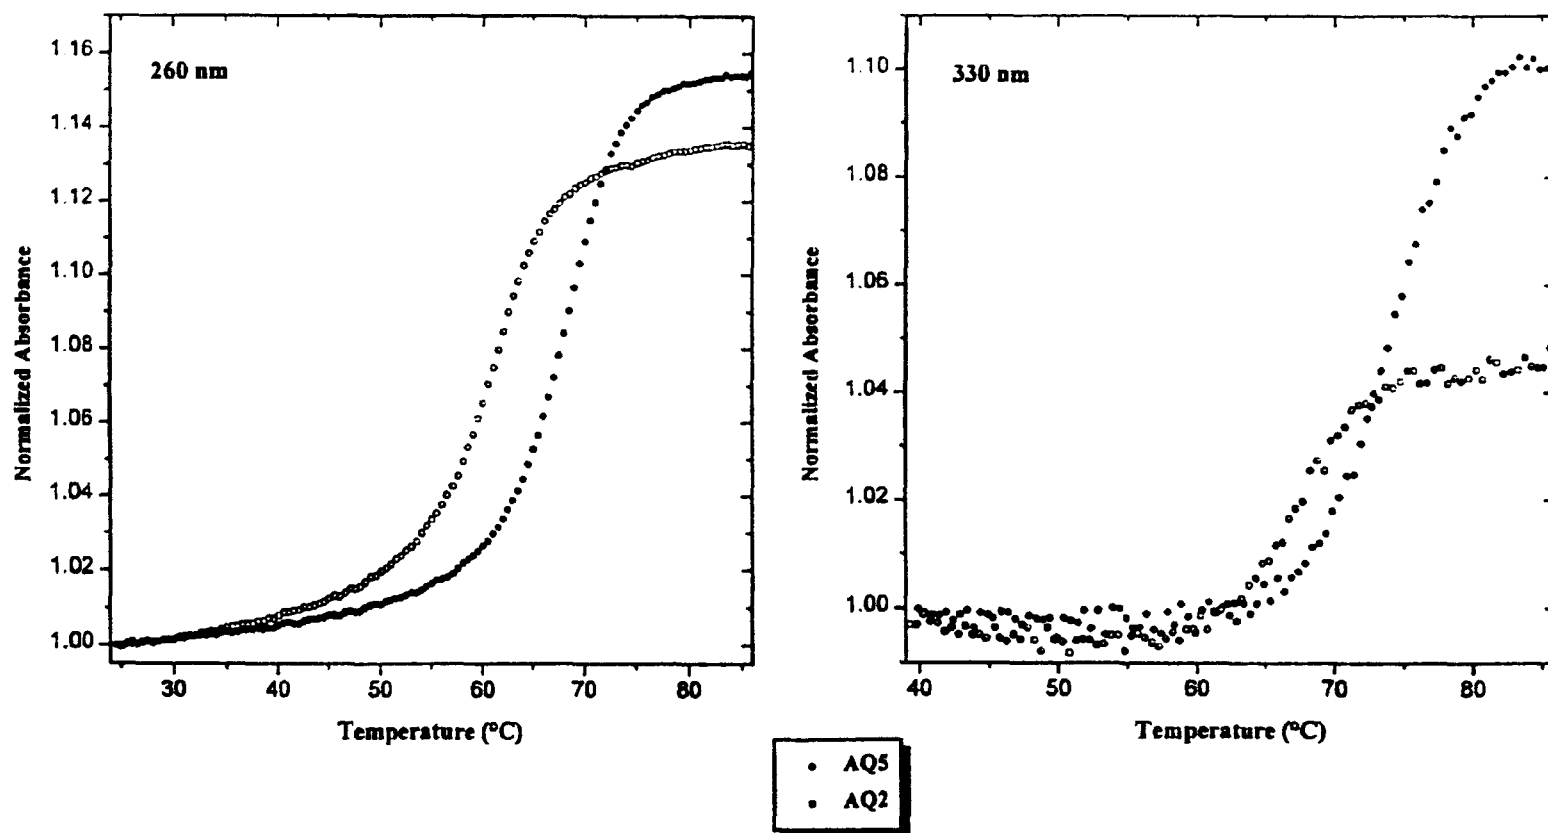 260 nm
1.16
1.14
1.12
1.10
1.08
1.06
1.04
1.02
1.00
Normalized Absorbance
30 40 50 60 70 80
Temperature (°C)
330 nm
1.10
1.08
1.06
1.04
1.02
1.00
Normalized Absorbance
40 50 60 70 80
Temperature (°C)
AQ5
AQ2